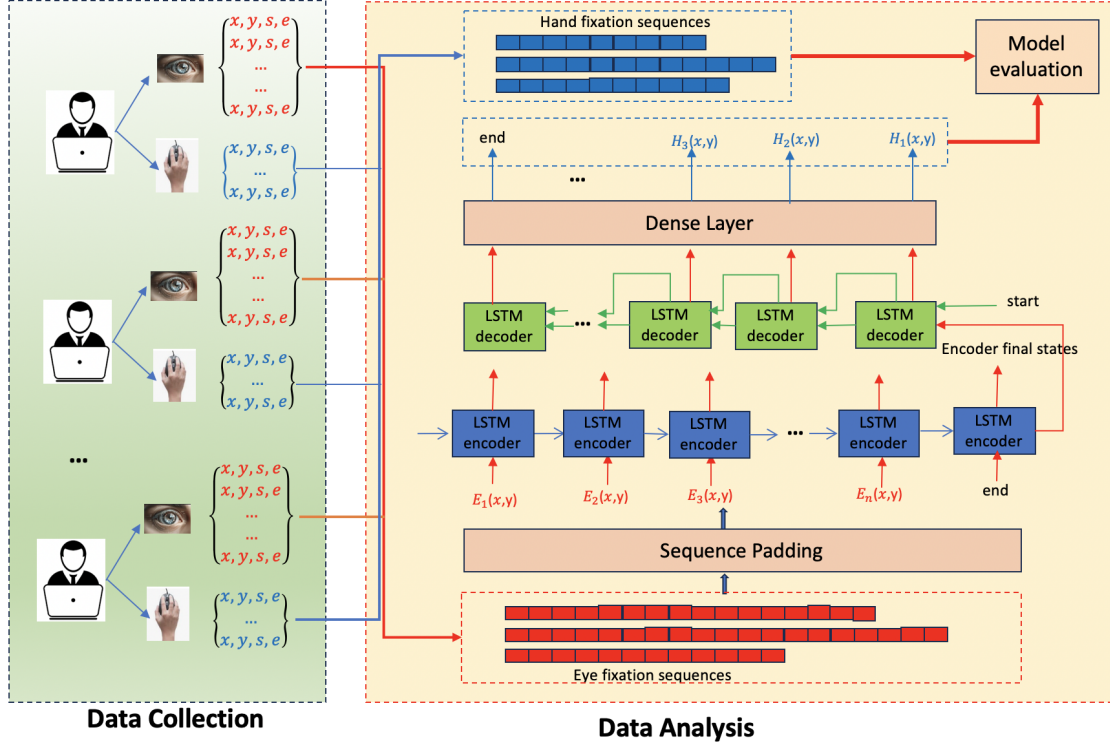 x, y, s, e
x, y, s, e
...
...
x, y, s, e
x, y, s, e
...
x, y, s, e
x, y, s, e
x, y, s, e
...
...
x, y, s, e
x, y, s, e
...
x, y, s, e
...
x, y, s, e
x, y, s, e
...
...
x, y, s, e
x, y, s, e
...
x, y, s, e
Data Collection
Hand fixation sequences
Model
evaluation
end
H₃(x,y)
H₂(x,y)
H₁(x,y)
...
Dense Layer
LSTM
decoder
...
LSTM
decoder
LSTM
decoder
LSTM
decoder
start
Encoder final states
LSTM
encoder
LSTM
encoder
LSTM
encoder
...
LSTM
encoder
LSTM
encoder
E₁(x,y)
E₂(x,y)
E₃(x,y)
Eₙ(x,y)
end
Sequence Padding
Eye fixation sequences
Data Analysis